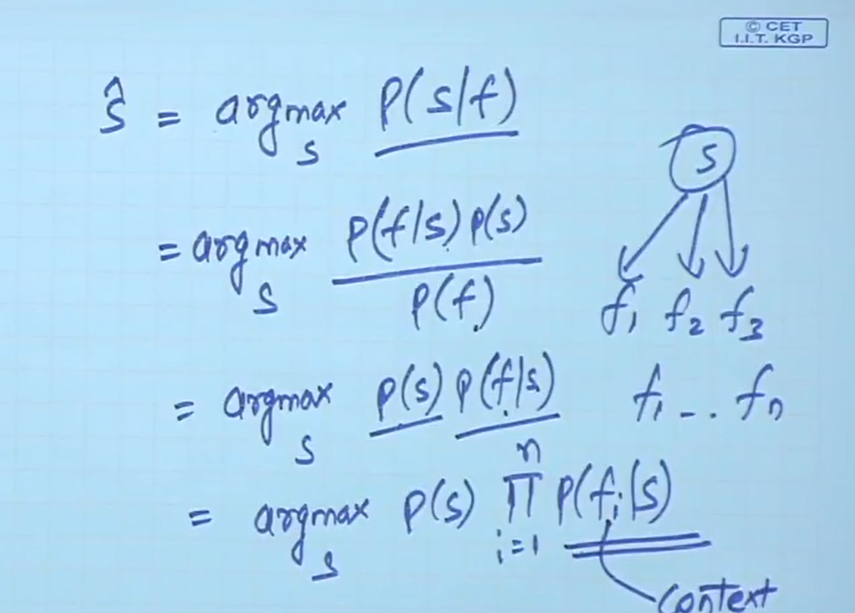 © CET
I.I.T. KGP
ŝ = argmax P(s|f)
s
= argmax P(f|s) P(s)
s P(f)
s
f₁ f₂ f₃
= argmax P(s) P(f|s)
s
f₁ -- fₙ
n
= argmax P(s) Π P(fᵢ|s)
s i=1
context